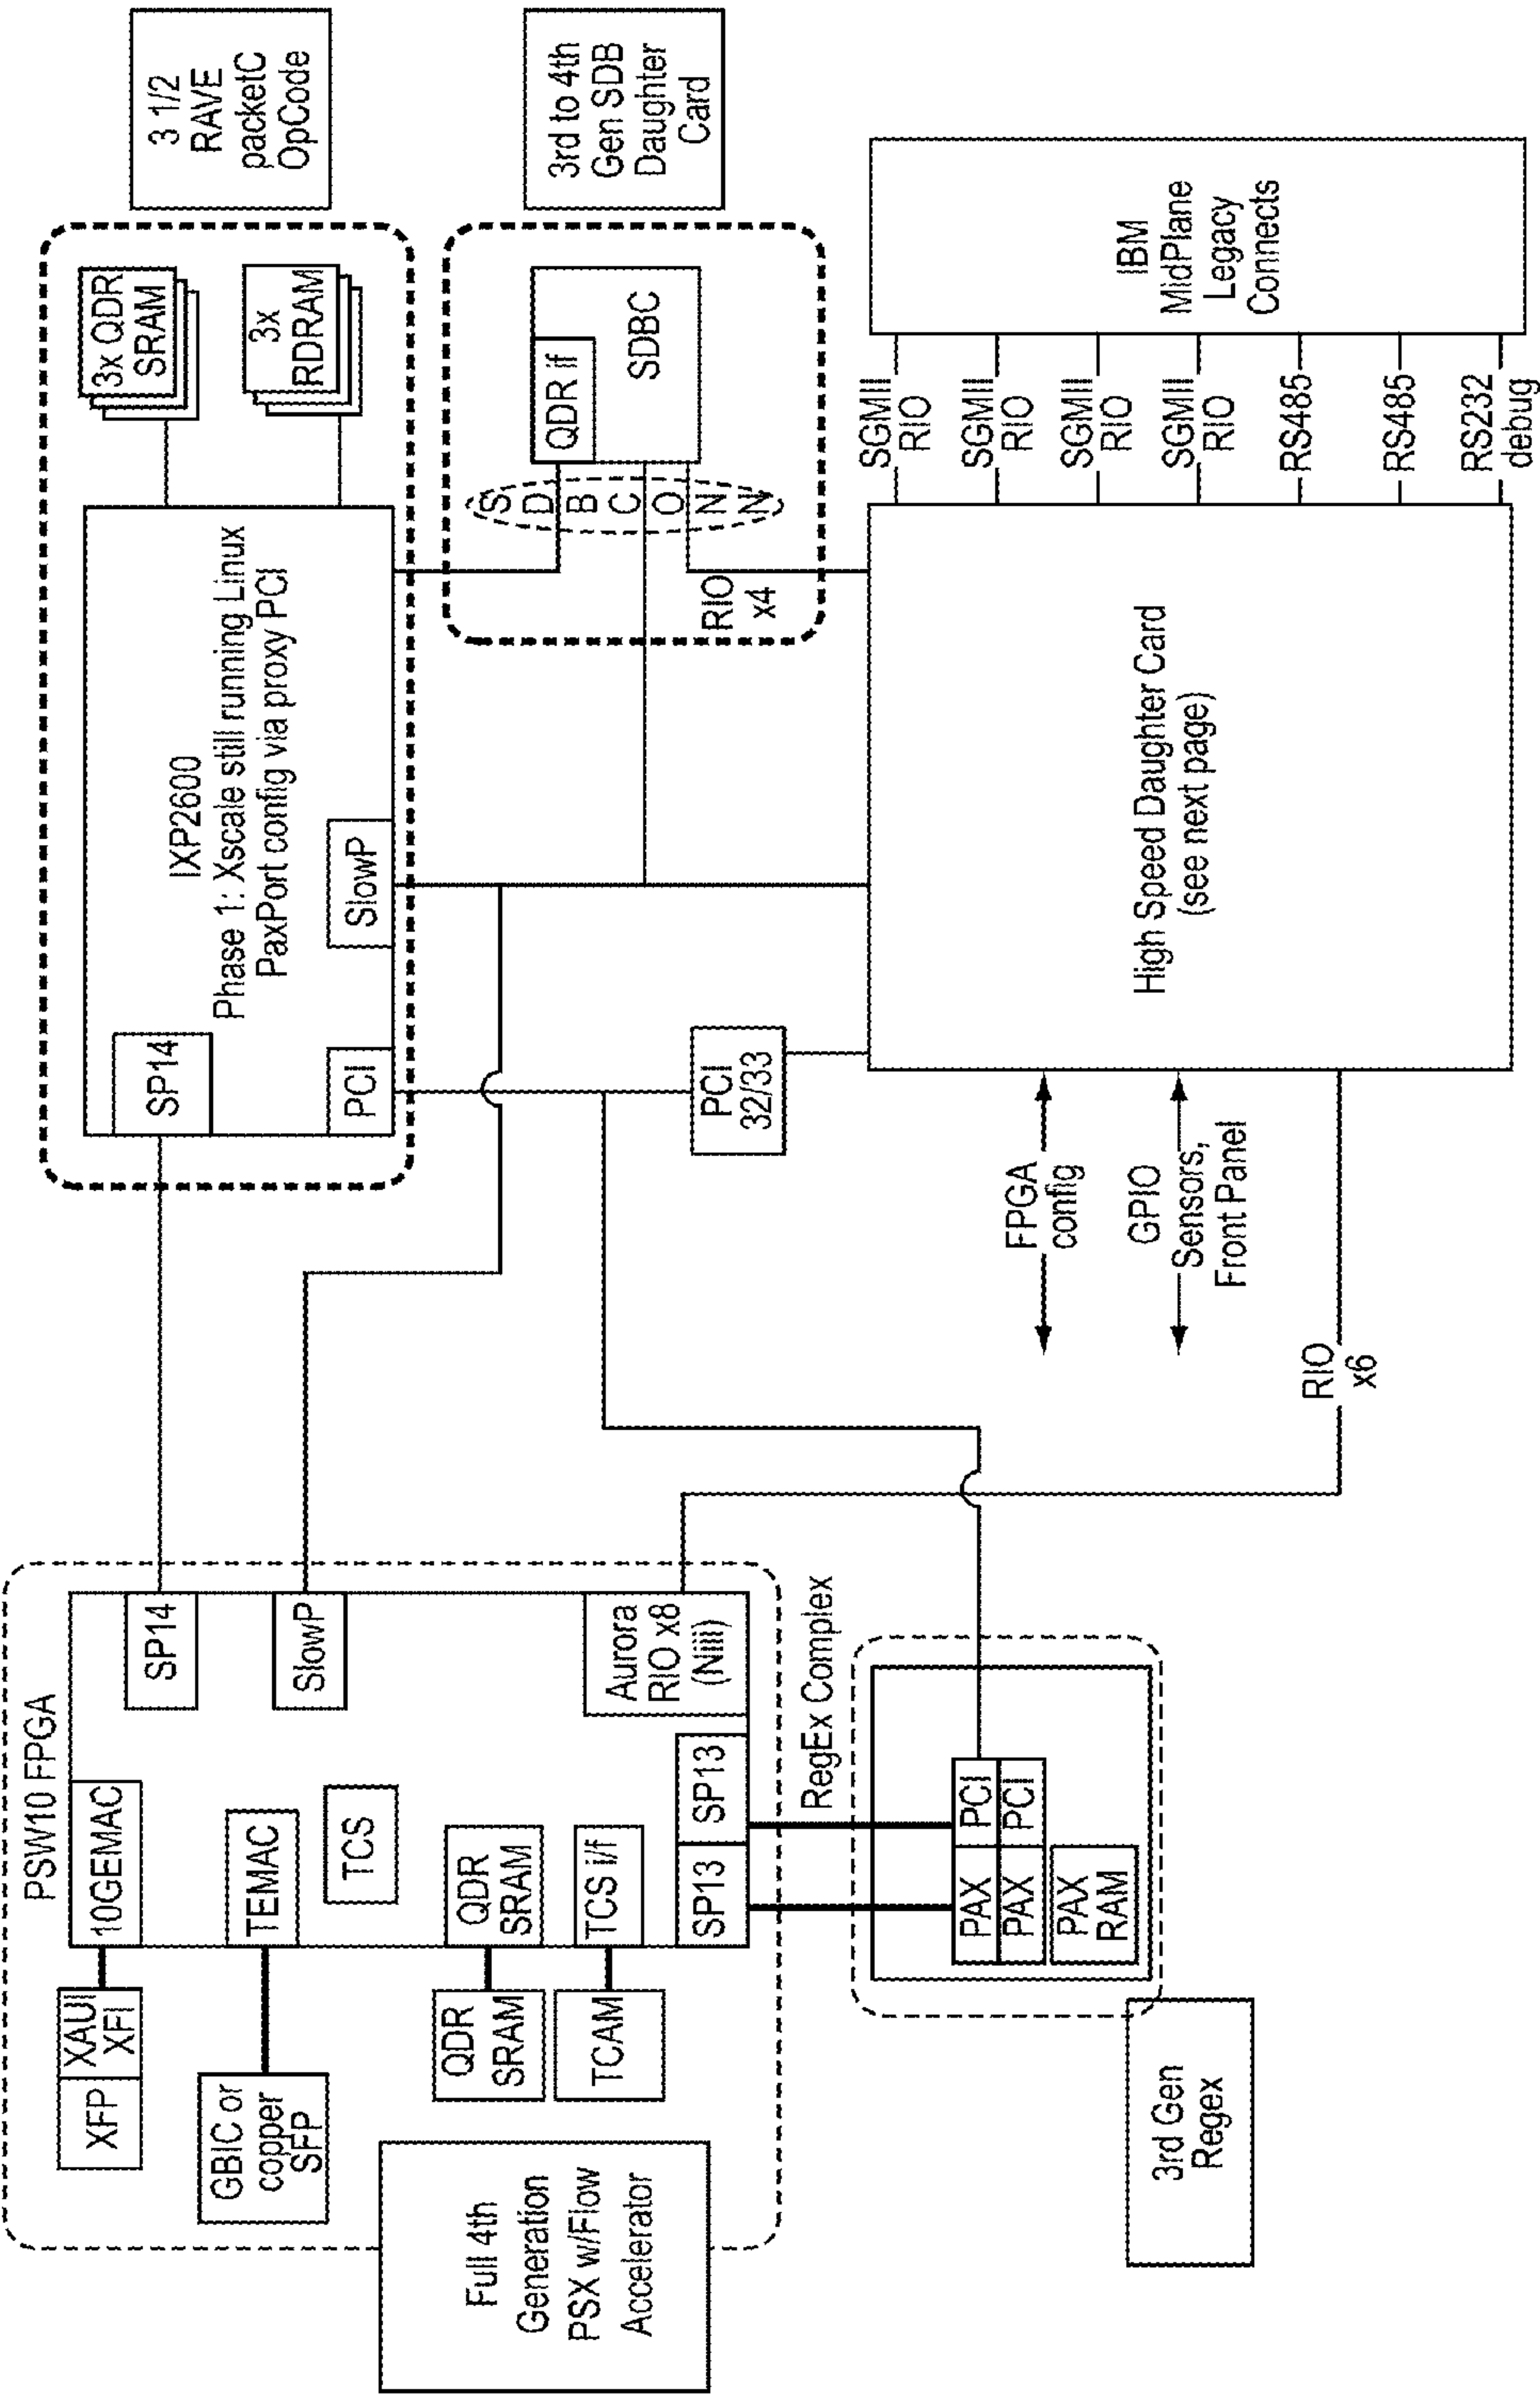 Full 4th
Generation
PSX w/Flow
Accelerator
XFP
XAUI
XFI
GBIC or
copper
SFP
QDR
SRAM
TCAM
PSW10 FPGA
10GEMAC
TEMAC
TCS
QDR
SRAM
TCS i/f
SP13
SP13
SP14
SlowP
Aurora
RIO x8
(Niii)
RegEx Complex
PAX
PCI
PAX
PCI
PAX
RAM
3rd Gen
Regex
SP14
IXP2600
Phase 1: Xscale still running Linux
PaxPort config via proxy PCI
PCI
SlowP
3x QDR
SRAM
3x
RDRAM
3 1/2
RAVE
packetC
OpCode
SDBCONN
QDR if
SDBC
RIO
x4
3rd to 4th
Gen SDB
Daughter
Card
PCI
32/33
FPGA
config
GPIO
Sensors,
Front Panel
RIO
x6
High Speed Daughter Card
(see next page)
SGMII
RIO
SGMII
RIO
SGMII
RIO
SGMII
RIO
RS485
RS485
RS232
debug
IBM
MidPlane
Legacy
Connects